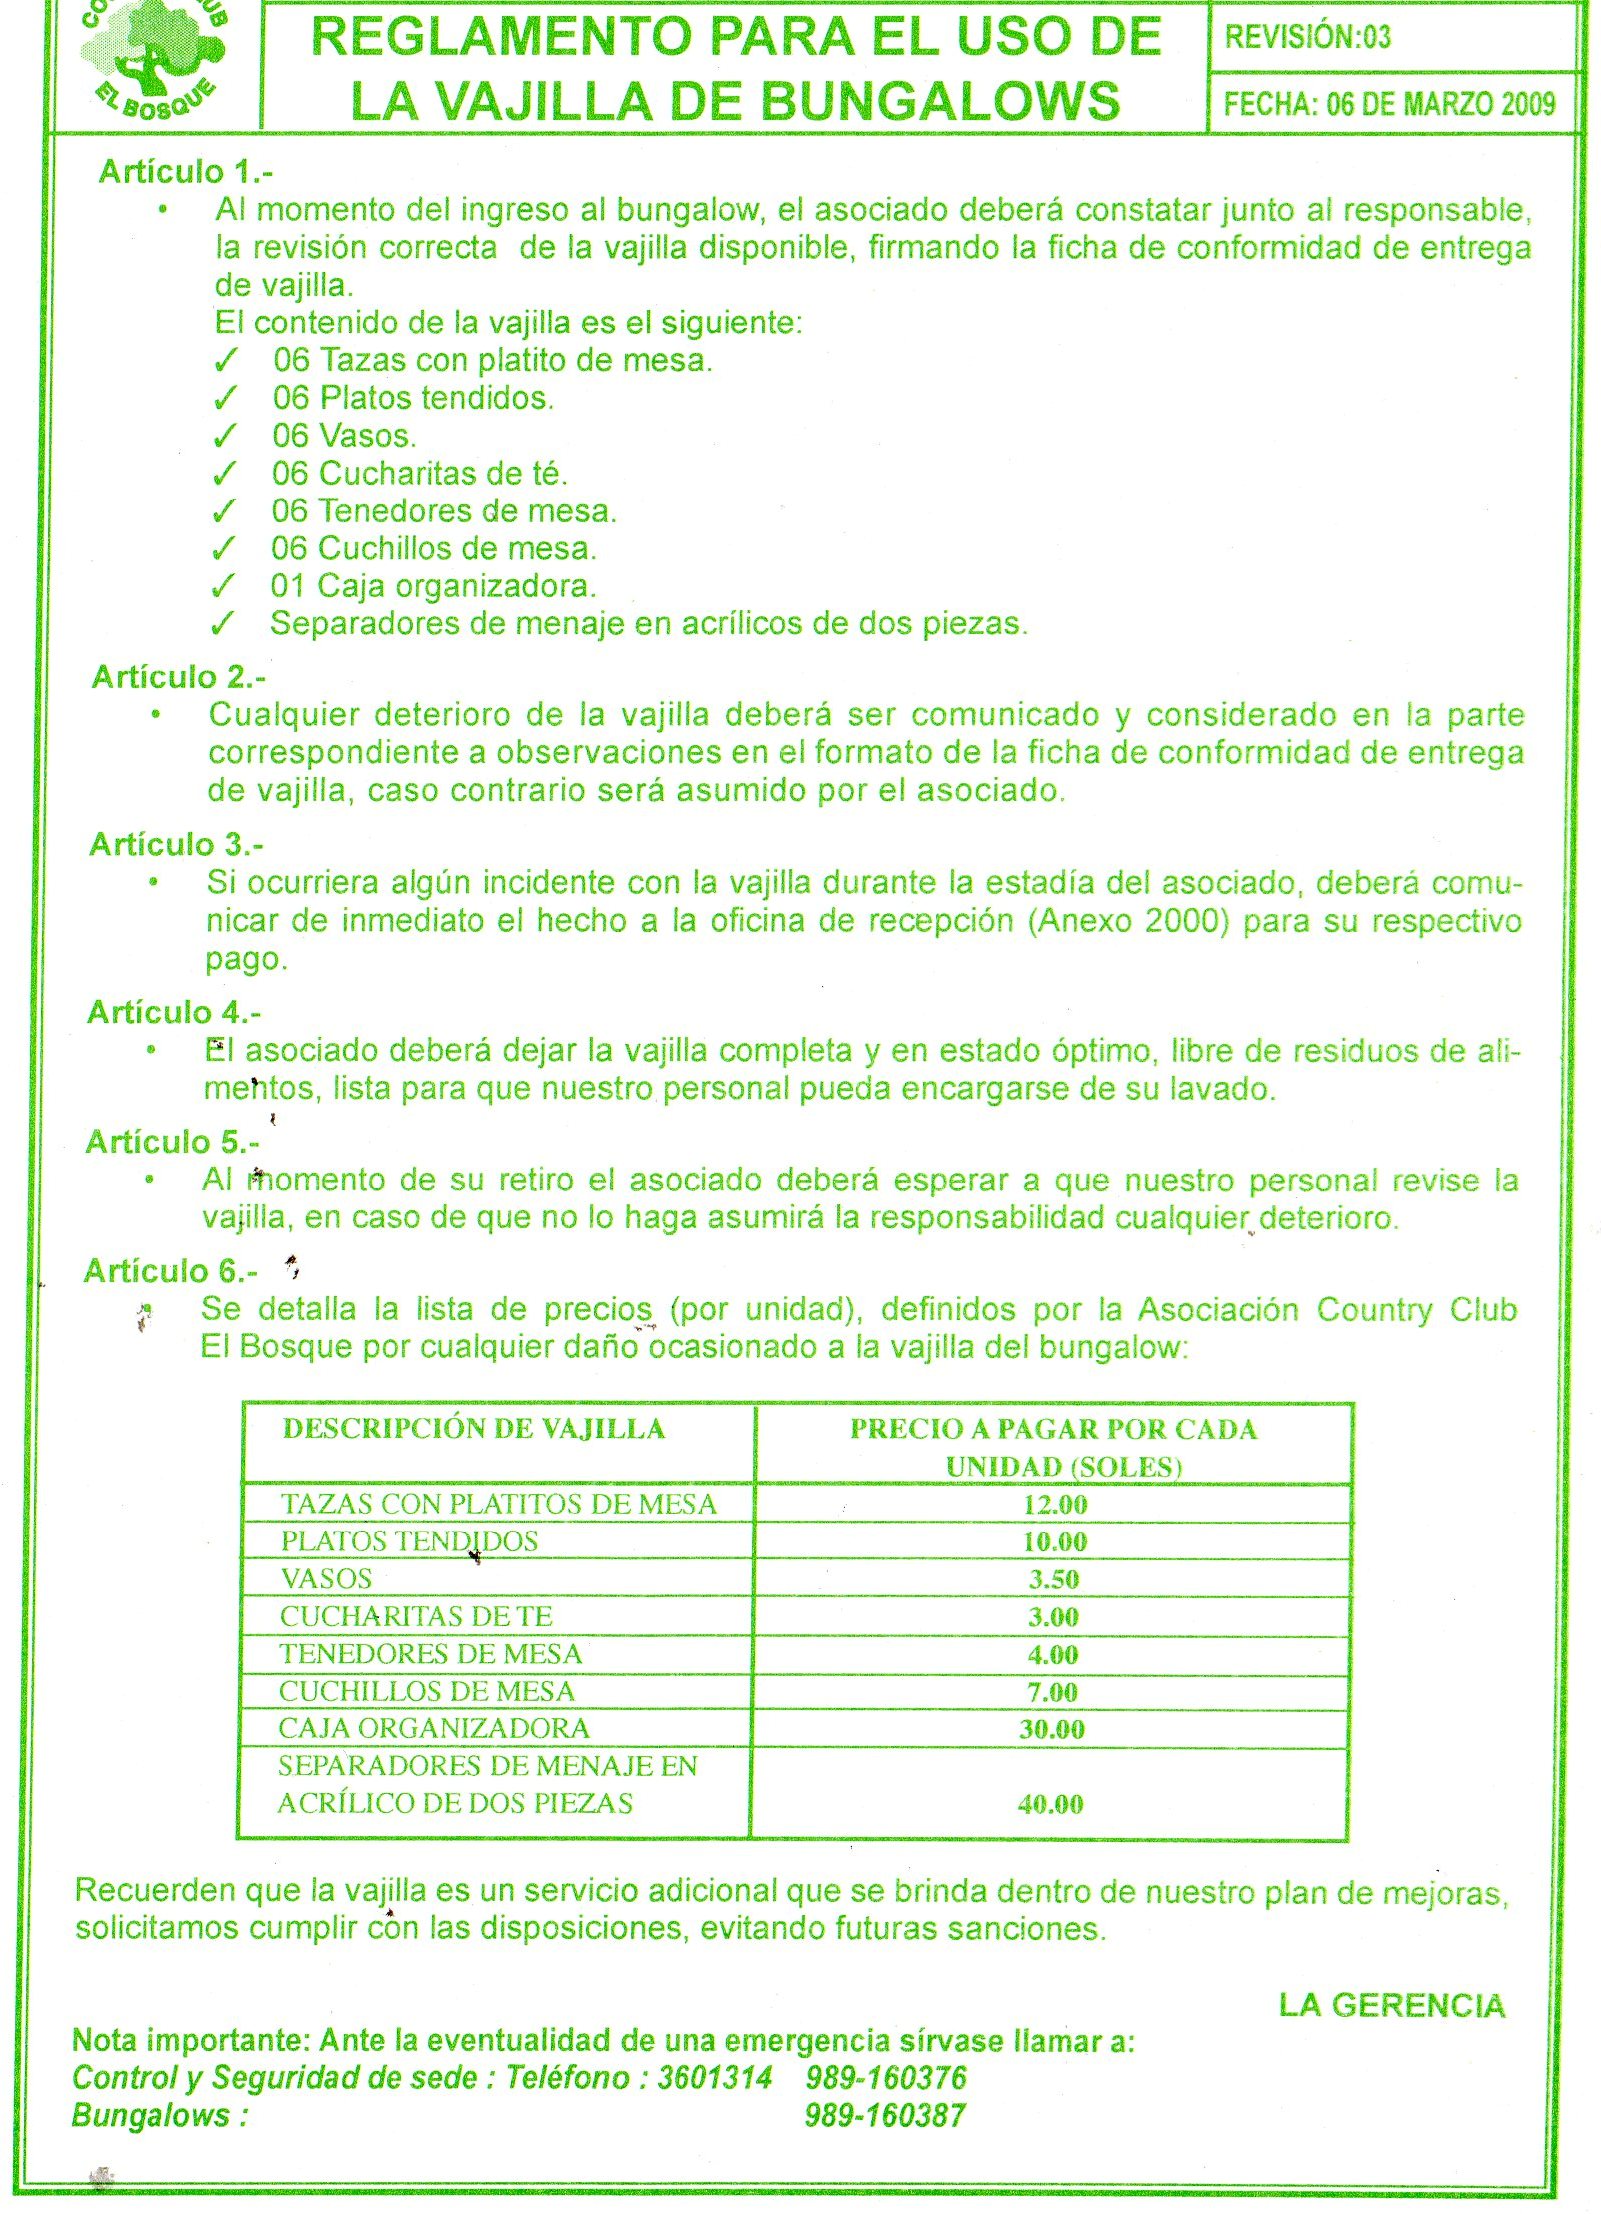 EL BOSQUE
REGLAMENTO PARA EL USO DE
LA VAJILLA DE BUNGALOWS
REVISIÓN:03
FECHA: 06 DE MARZO 2009
Artículo 1.-
• Al momento del ingreso al bungalow, el asociado deberá constatar junto al responsable,
la revisión correcta de la vajilla disponible, firmando la ficha de conformidad de entrega
de vajilla.
El contenido de la vajilla es el siguiente:
✓ 06 Tazas con platito de mesa.
✓ 06 Platos tendidos.
✓ 06 Vasos.
✓ 06 Cucharitas de té.
✓ 06 Tenedores de mesa.
✓ 06 Cuchillos de mesa.
✓ 01 Caja organizadora.
✓ Separadores de menaje en acrílicos de dos piezas.
Artículo 2.-
• Cualquier deterioro de la vajilla deberá ser comunicado y considerado en la parte
correspondiente a observaciones en el formato de la ficha de conformidad de entrega
de vajilla, caso contrario será asumido por el asociado.
Artículo 3.-
• Si ocurriera algún incidente con la vajilla durante la estadía del asociado, deberá comu-
nicar de inmediato el hecho a la oficina de recepción (Anexo 2000) para su respectivo
pago.
Artículo 4.-
• El asociado deberá dejar la vajilla completa y en estado óptimo, libre de residuos de ali-
mentos, lista para que nuestro personal pueda encargarse de su lavado.
Artículo 5.-
• Al momento de su retiro el asociado deberá esperar a que nuestro personal revise la
vajilla, en caso de que no lo haga asumirá la responsabilidad cualquier deterioro.
Artículo 6.-
• Se detalla la lista de precios (por unidad), definidos por la Asociación Country Club
El Bosque por cualquier daño ocasionado a la vajilla del bungalow:
DESCRIPCIÓN DE VAJILLA PRECIO A PAGAR POR CADA
UNIDAD (SOLES)
TAZAS CON PLATITOS DE MESA 12.00
PLATOS TENDIDOS 10.00
VASOS 3.50
CUCHARITAS DE TE 3.00
TENEDORES DE MESA 4.00
CUCHILLOS DE MESA 7.00
CAJA ORGANIZADORA 30.00
SEPARADORES DE MENAJE EN
ACRÍLICO DE DOS PIEZAS 40.00
Recuerden que la vajilla es un servicio adicional que se brinda dentro de nuestro plan de mejoras,
solicitamos cumplir con las disposiciones, evitando futuras sanciones.
LA GERENCIA
Nota importante: Ante la eventualidad de una emergencia sírvase llamar a:
Control y Seguridad de sede : Teléfono : 3601314 989-160376
Bungalows : 989-160387